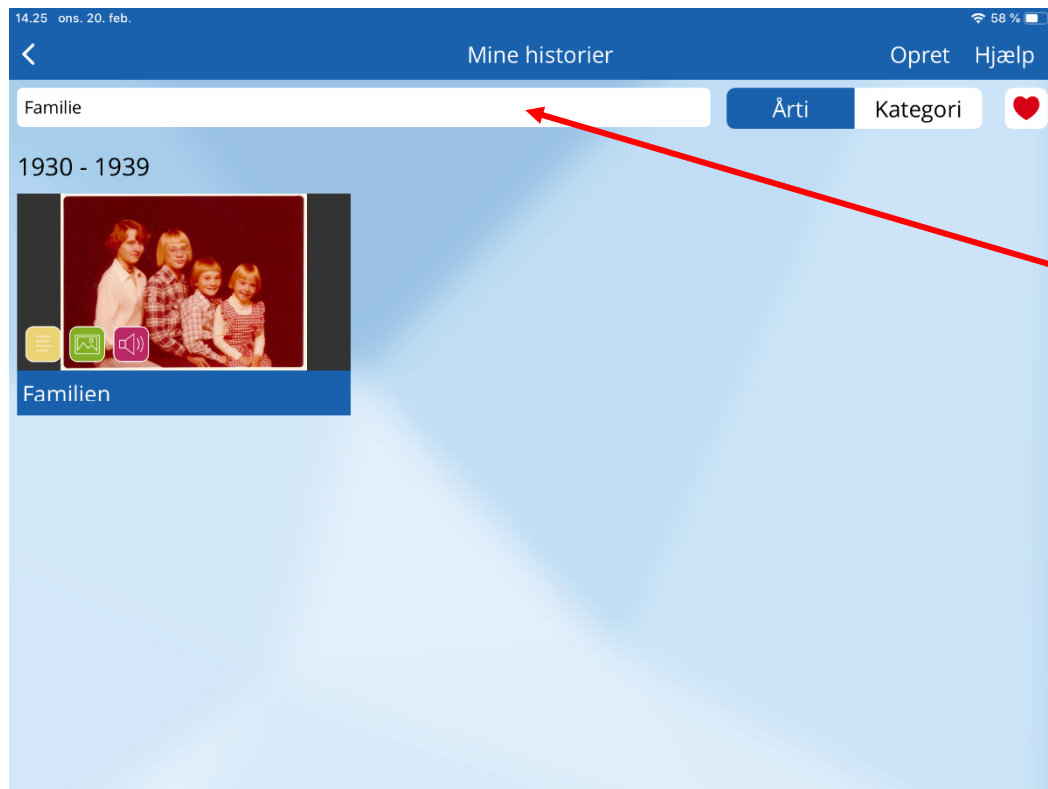 14.25 ons. 20. feb.
58 %
Mine historier
Opret Hjælp
Familie
Årti
Kategori
1930 - 1939
Familien